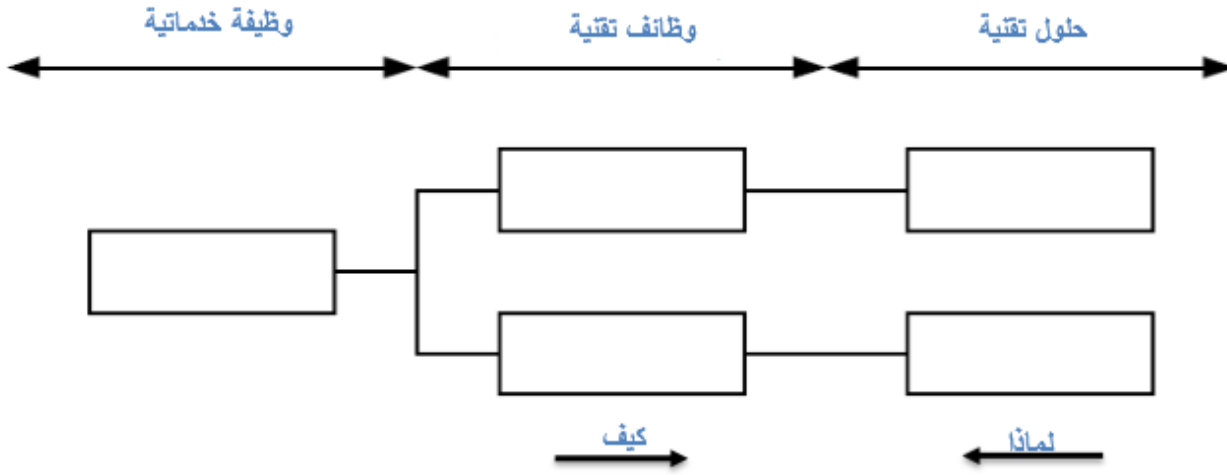 وظيفة خدماتية
وظائف تقنية
حلول تقنية
كيف
لماذا